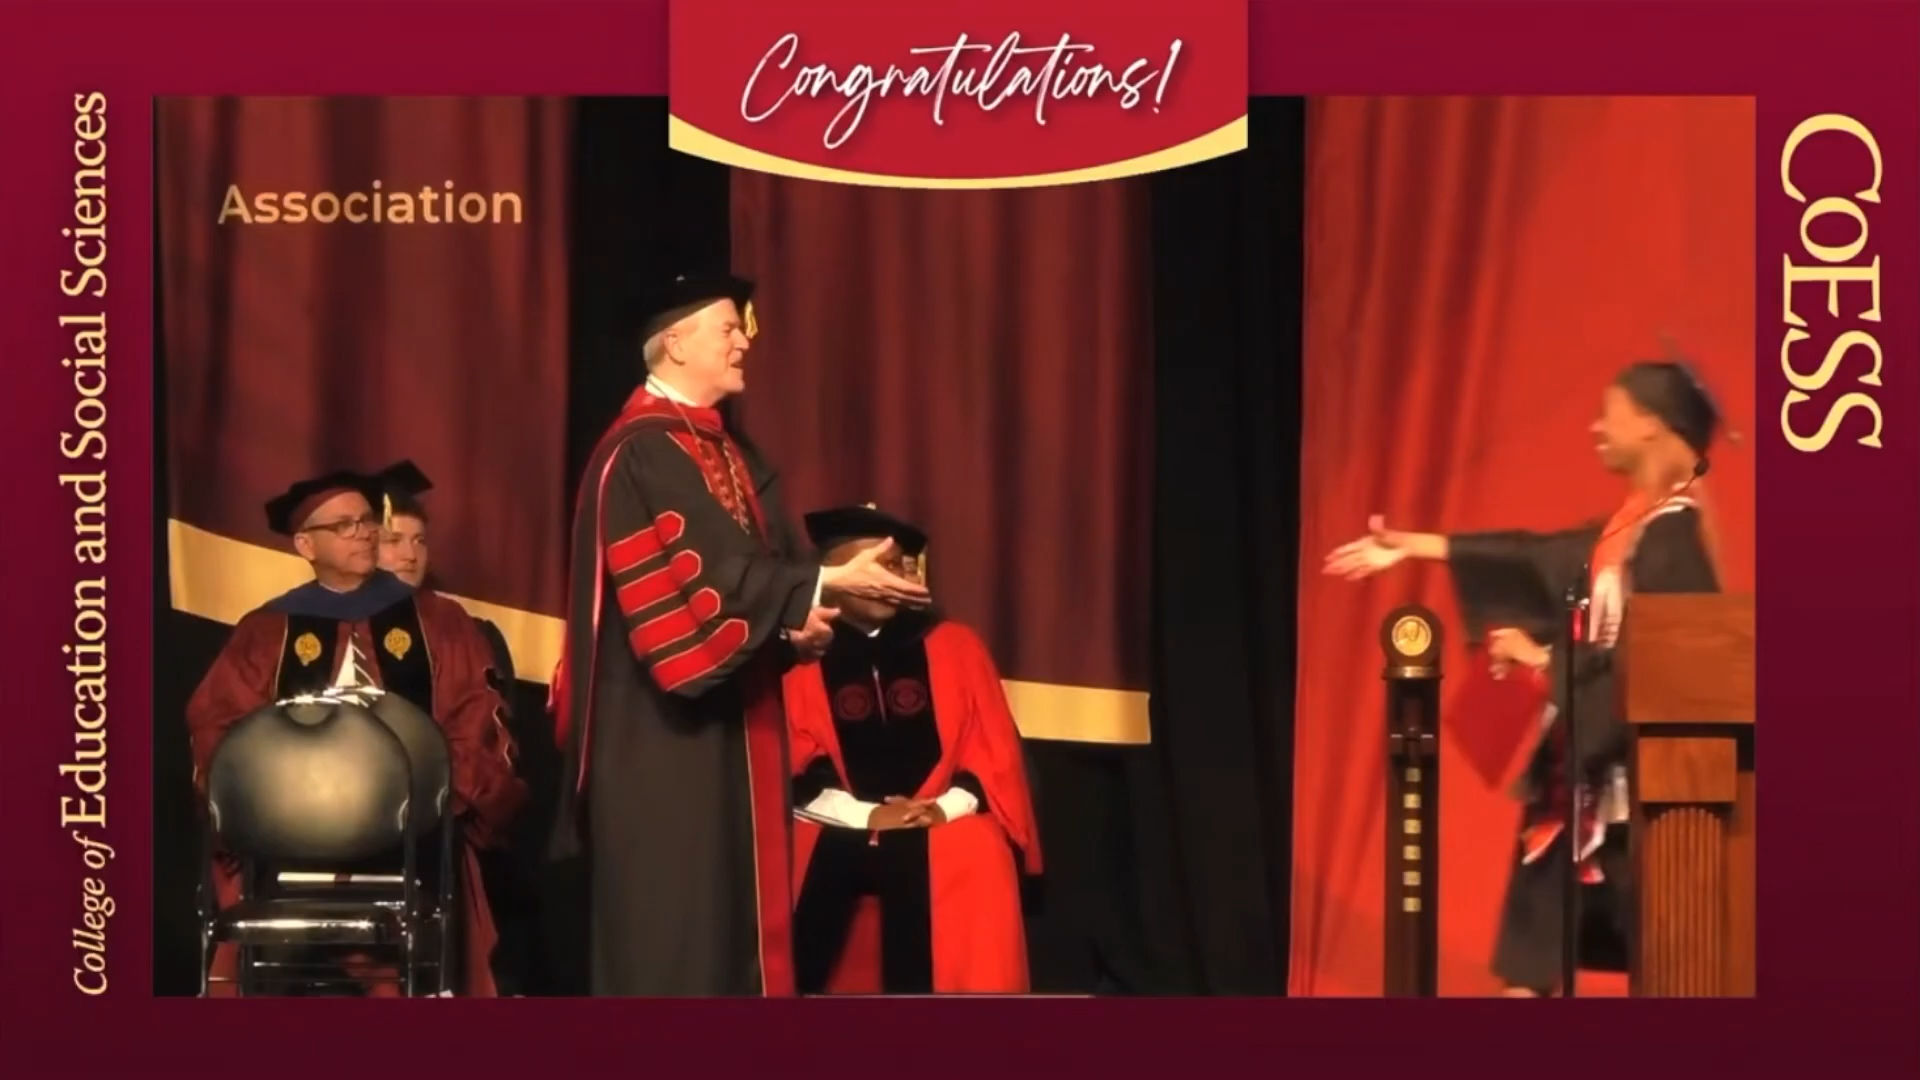 Congratulations!
Association
College of Education and Social Sciences
CoESS